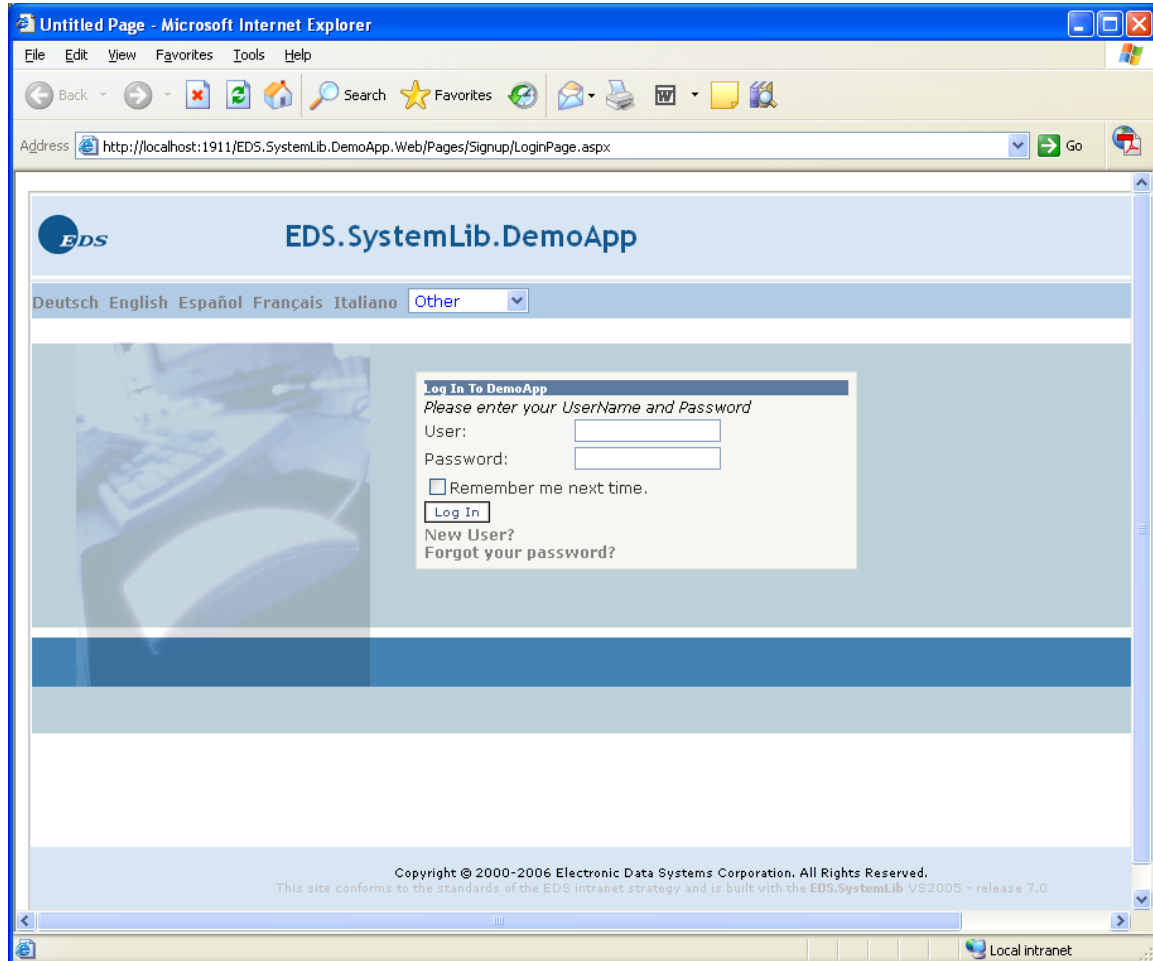 Untitled Page - Microsoft Internet Explorer
File Edit View Favorites Tools Help
Back Search Favorites W
Address http://localhost:1911/EDS.SystemLib.DemoApp.Web/Pages/Signup/LoginPage.aspx Go
EDS EDS.SystemLib.DemoApp
Deutsch English Español Français Italiano Other
Log In To DemoApp
Please enter your UserName and Password
User:
Password:
Remember me next time.
Log In
New User?
Forgot your password?
Copyright © 2000-2006 Electronic Data Systems Corporation. All Rights Reserved.
This site conforms to the standards of the EDS intranet strategy and is built with the EDS.SystemLib VS2005 - release 7.0
Local intranet